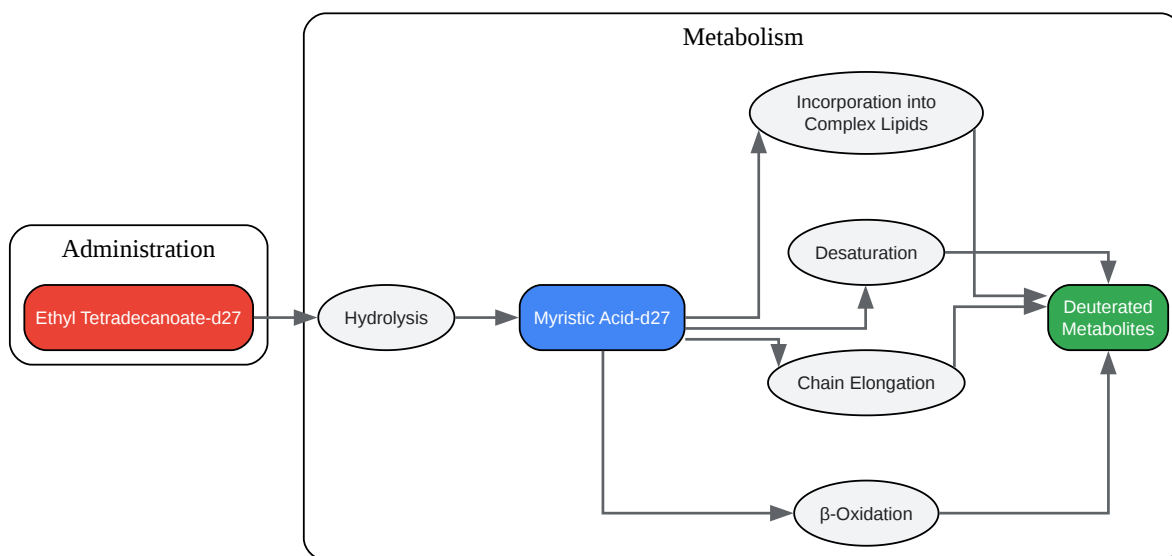 Metabolism
Incorporation into
Complex Lipids
Administration
Desaturation
Ethyl Tetradecanoate-d27
Hydrolysis
Myristic Acid-d27
Deuterated
Metabolites
Chain Elongation
β-Oxidation